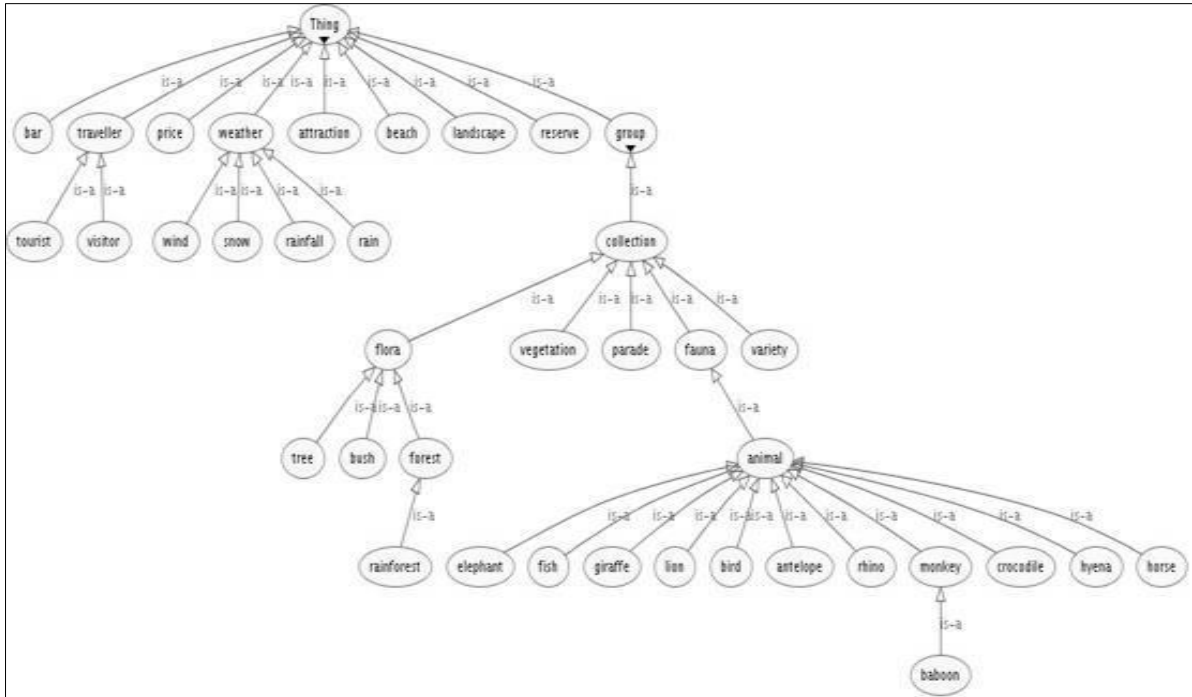 Thing
is-a is-a is-a is-a is-a is-a is-a is-a is-a
bar traveller price weather attraction beach landscape reserve group
is-a is-a is-a is-a is-a is-a is-a
tourist visitor wind snow rainfall rain collection
is-a is-a is-a is-a is-a
flora vegetation parade fauna variety
is-a is-a is-a is-a
tree bush forest animal
is-a is-a is-a is-a is-a is-a is-a is-a is-a is-a is-a is-a
rainforest elephant fish giraffe lion bird antelope rhino monkey crocodile hyena horse
is-a
baboon